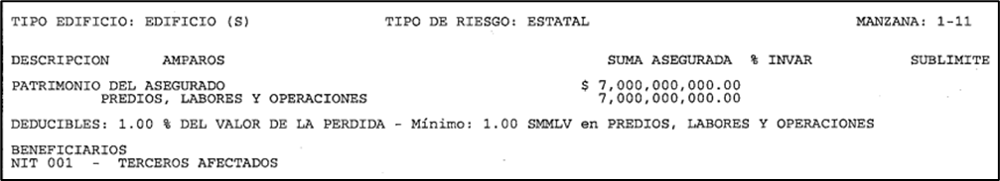 TIPO EDIFICIO: EDIFICIO (S) TIPO DE RIESGO: ESTATAL MANZANA: 1-11
DESCRIPCION AMPAROS SUMA ASEGURADA % INVAR SUBLIMITE
PATRIMONIO DEL ASEGURADO $ 7,000,000,000.00
PREDIOS, LABORES Y OPERACIONES 7,000,000,000.00
DEDUCIBLES: 1.00 % DEL VALOR DE LA PERDIDA - Mínimo: 1.00 SMMLV en PREDIOS, LABORES Y OPERACIONES
BENEFICIARIOS
NIT 001 - TERCEROS AFECTADOS